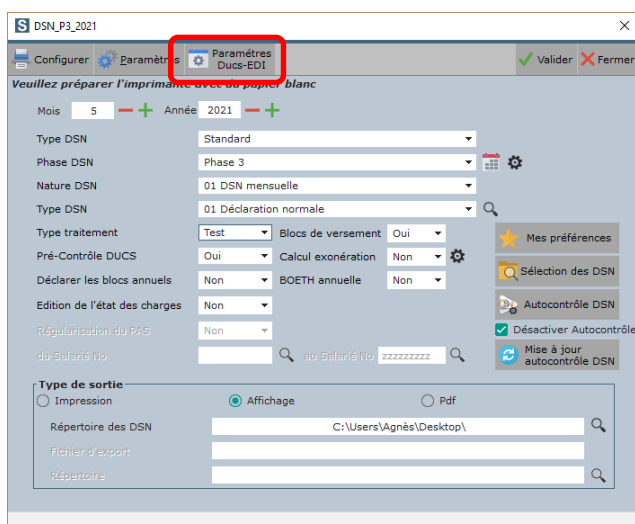 S DSN_P3_2021
Configurer Paramètres Paramétres Ducs-EDI Valider Fermer
Veuillez préparer l'imprimante avec du papier blanc
Mois 5 Année 2021
Type DSN Standard
Phase DSN Phase 3
Nature DSN 01 DSN mensuelle
Type DSN 01 Déclaration normale
Type traitement Test Blocs de versement Oui Mes préférences
Pré-Contrôle DUCS Oui Calcul exonération Non
Sélection des DSN
Déclarer les blocs annuels Non BOETH annuelle Non
Edition de l'état des charges Non Autocontrôle DSN
Régularisation du PAS Non Désactiver Autocontrôle
du Salarié No au Salarié No zzzzzzzzz Mise à jour autocontrôle DSN
Type de sortie
Impression Affichage Pdf
Répertoire des DSN C:\Users\Agnès\Desktop\
Fichier d'export
Répertoire